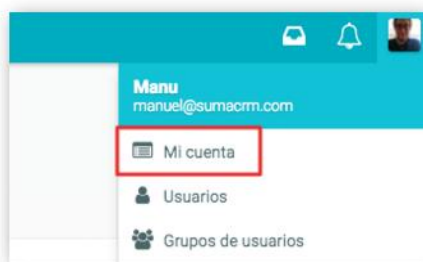 Manu
manuel@sumacrm.com
Mi cuenta
Usuarios
Grupos de usuarios